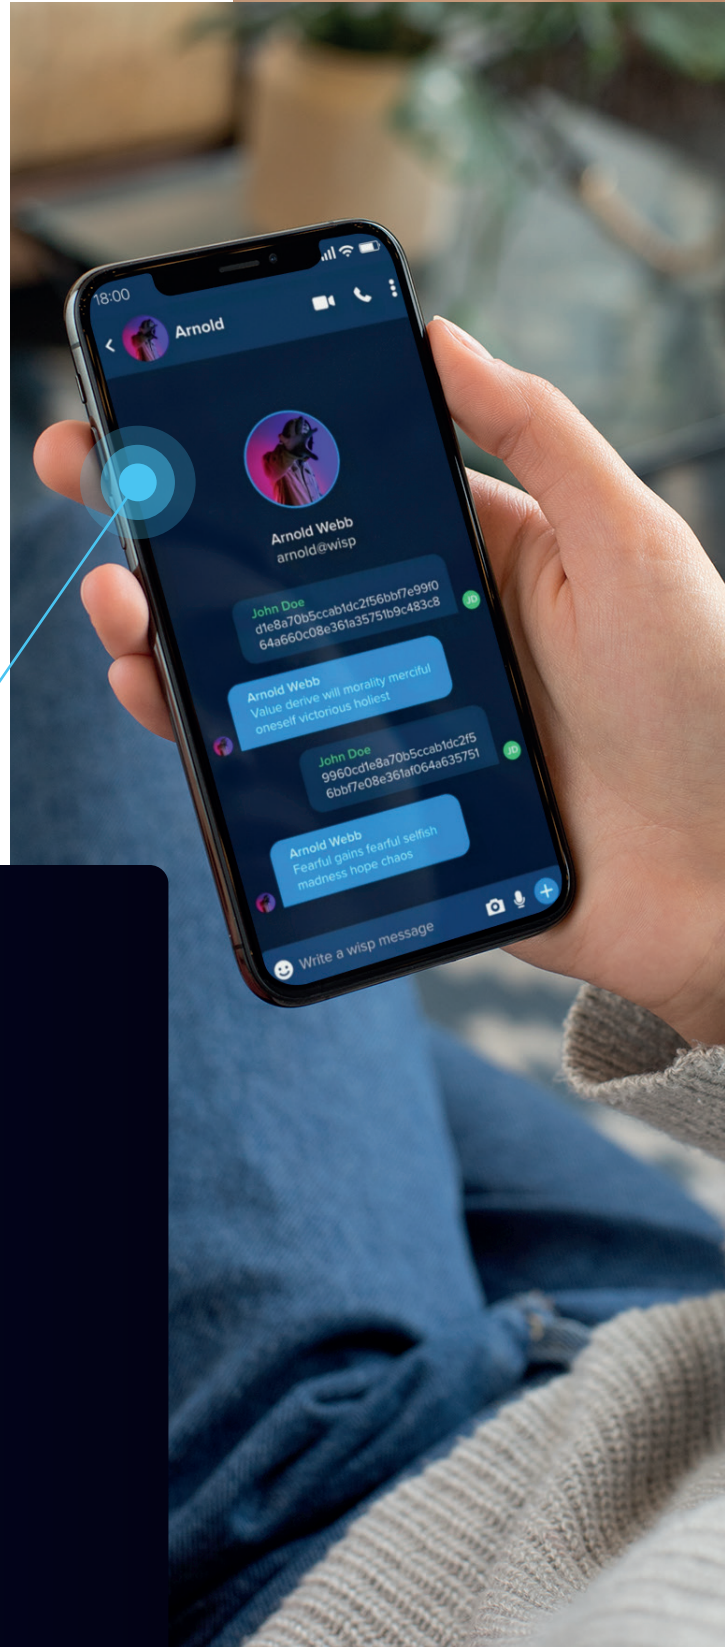 18:00
Arnold
Arnold Webb
arnold@wisp
John Doe
d1e8a70b5ccab1dc2f56bbf7e99f0
64a660c08e361a35751b9c483c8
JD
Arnold Webb
Value derive will morality merciful
oneself victorious holiest
John Doe
9960cd1e8a70b5ccab1dc2f5
6bbf7e08e361af064a635751
JD
Arnold Webb
Fearful gains fearful selfish
madness hope chaos
Write a wisp message